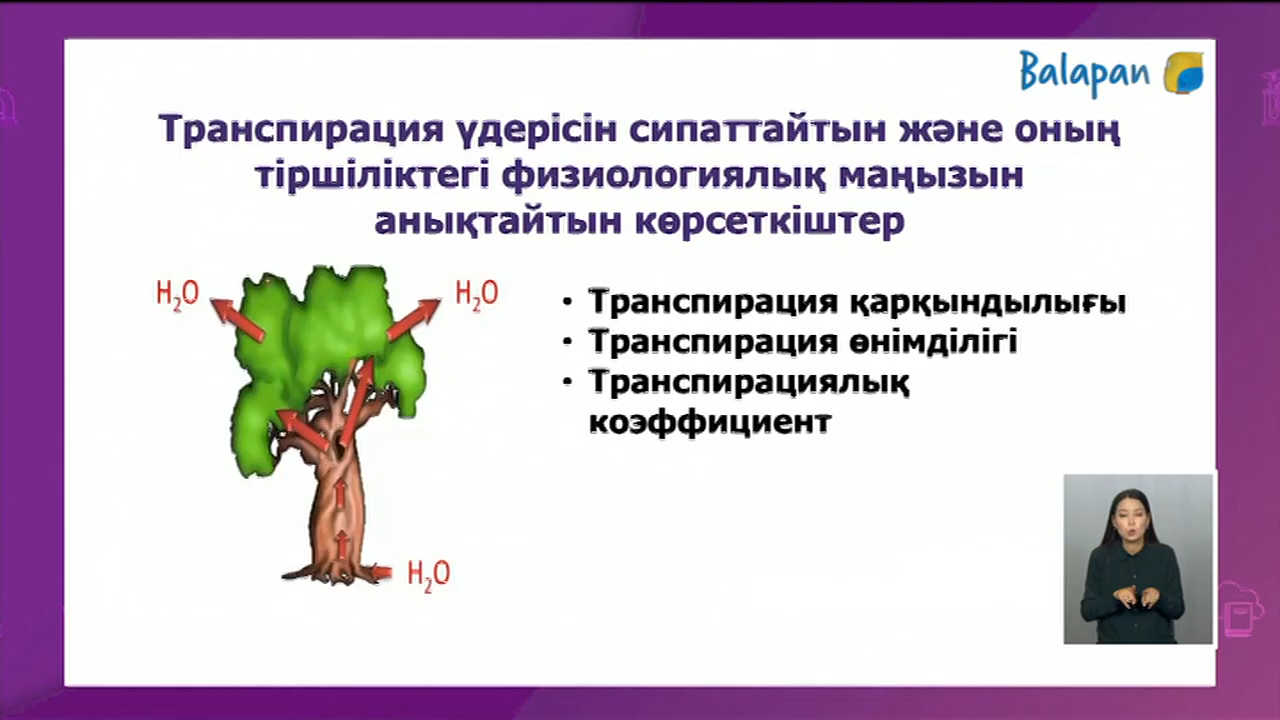 Balapan
Транспирация үдерісін сипаттайтын және оның
тіршіліктегі физиологиялық маңызын
анықтайтын көрсеткіштер
H₂O
H₂O
• Транспирация қарқындылығы
• Транспирация өнімділігі
• Транспирациялық
коэффициент
H₂O